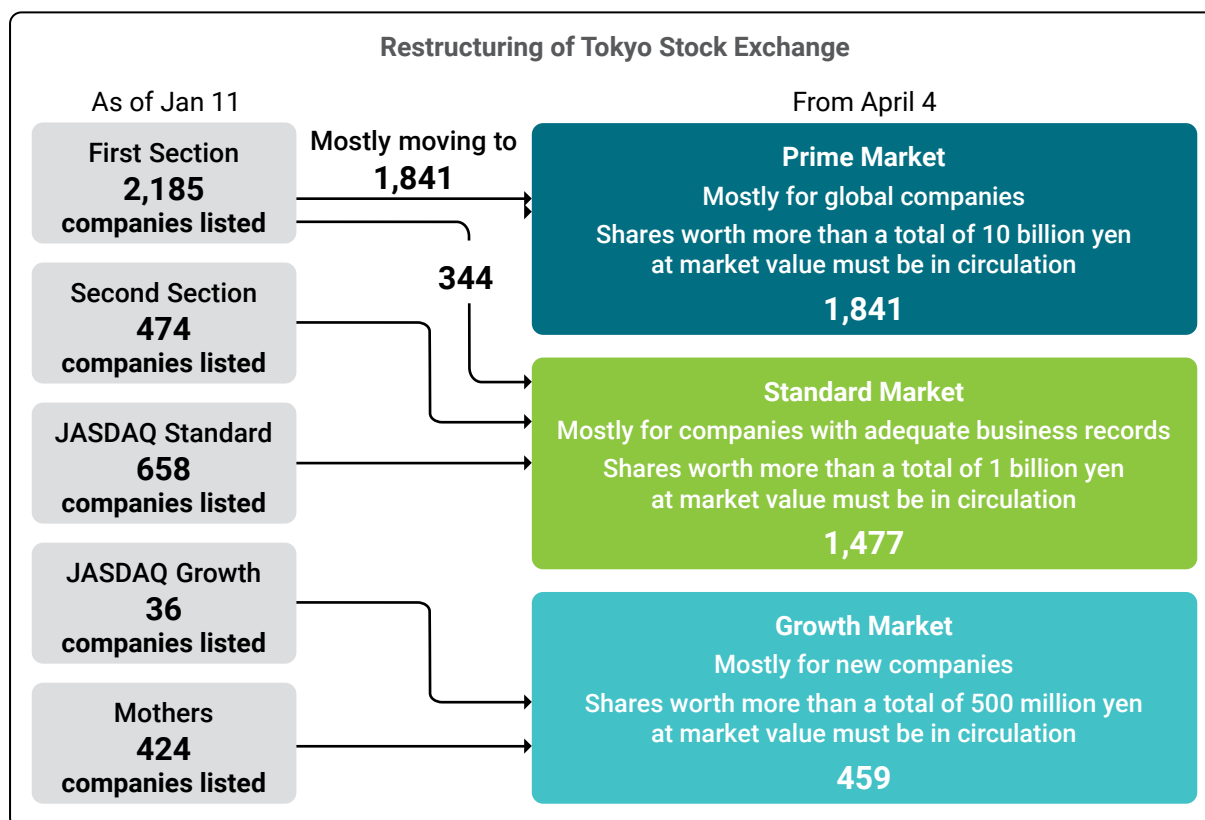 Restructuring of Tokyo Stock Exchange
As of Jan 11
From April 4
First Section
2,185
companies listed
Mostly moving to
1,841
344
Second Section
474
companies listed
JASDAQ Standard
658
companies listed
JASDAQ Growth
36
companies listed
Mothers
424
companies listed
Prime Market
Mostly for global companies
Shares worth more than a total of 10 billion yen
at market value must be in circulation
1,841
Standard Market
Mostly for companies with adequate business records
Shares worth more than a total of 1 billion yen
at market value must be in circulation
1,477
Growth Market
Mostly for new companies
Shares worth more than a total of 500 million yen
at market value must be in circulation
459